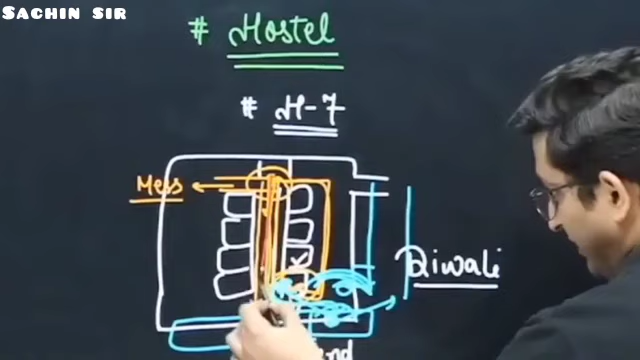 SACHIN SIR
# Hostel
# H-7
Mess
Diwali